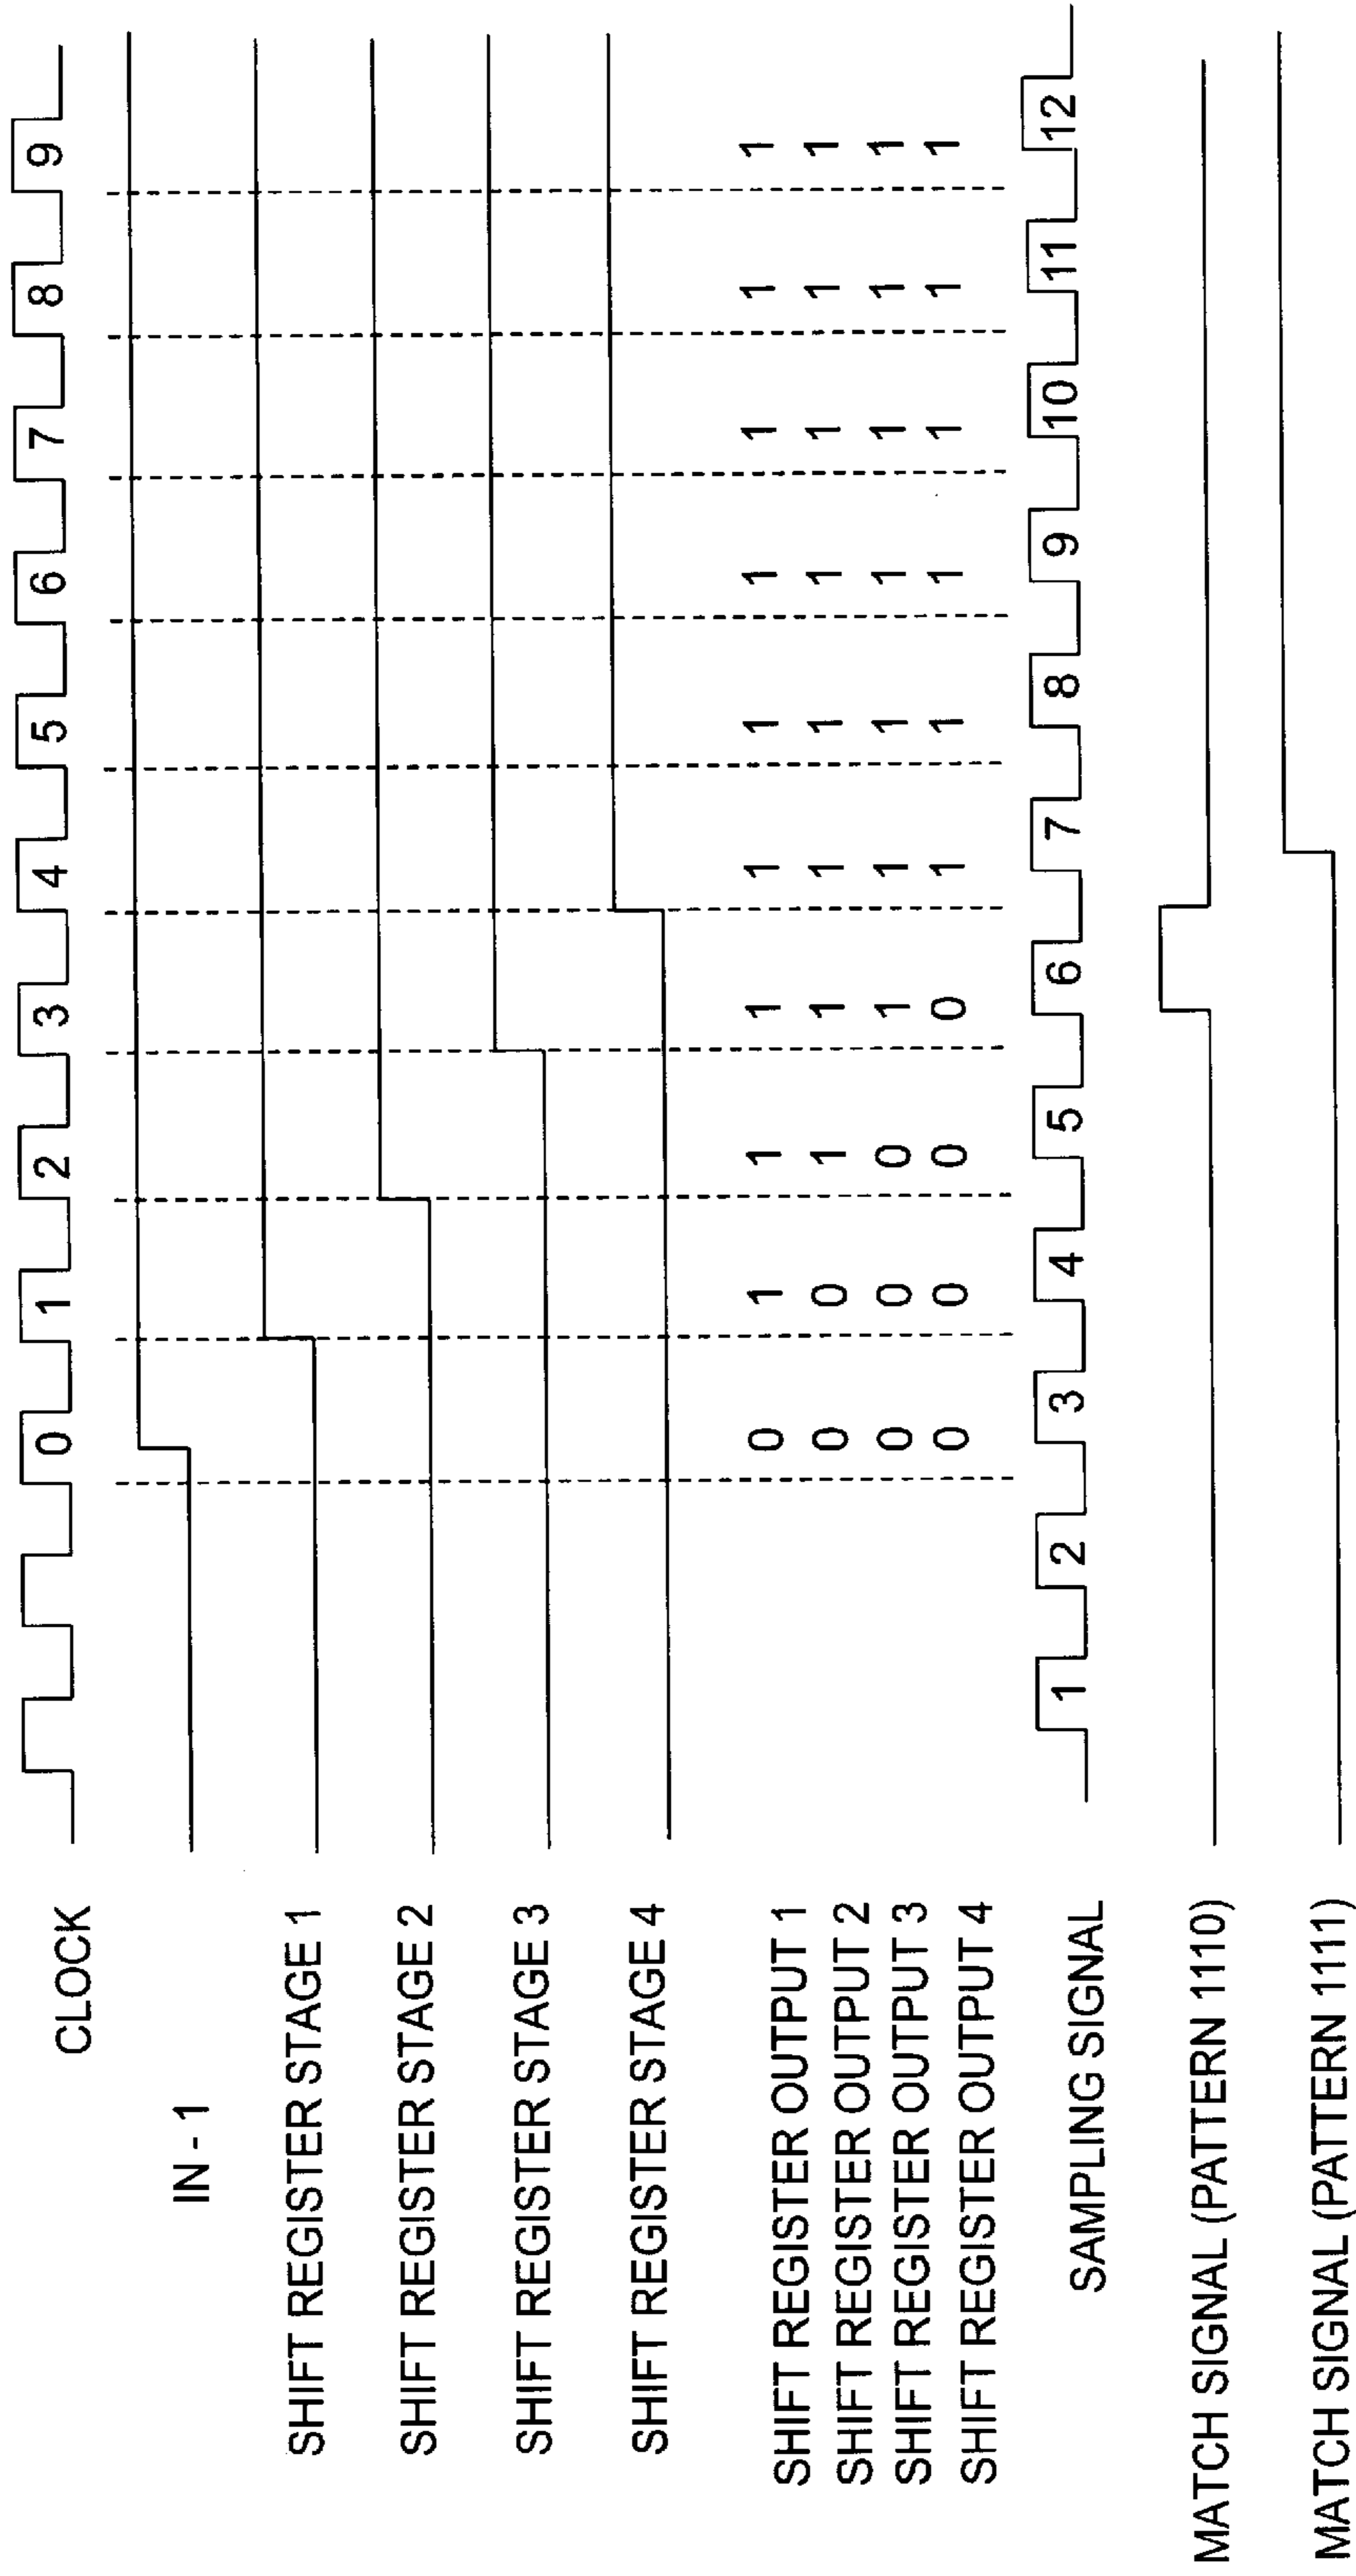 CLOCK 0 1 2 3 4 5 6 7 8 9
IN - 1
SHIFT REGISTER STAGE 1
SHIFT REGISTER STAGE 2
SHIFT REGISTER STAGE 3
SHIFT REGISTER STAGE 4
SHIFT REGISTER OUTPUT 1 0 1 1 1 1 1 1 1 1 1
SHIFT REGISTER OUTPUT 2 0 0 1 1 1 1 1 1 1 1
SHIFT REGISTER OUTPUT 3 0 0 0 1 1 1 1 1 1 1
SHIFT REGISTER OUTPUT 4 0 0 0 0 1 1 1 1 1 1
SAMPLING SIGNAL 1 2 3 4 5 6 7 8 9 10 11 12
MATCH SIGNAL (PATTERN 1110)
MATCH SIGNAL (PATTERN 1111)